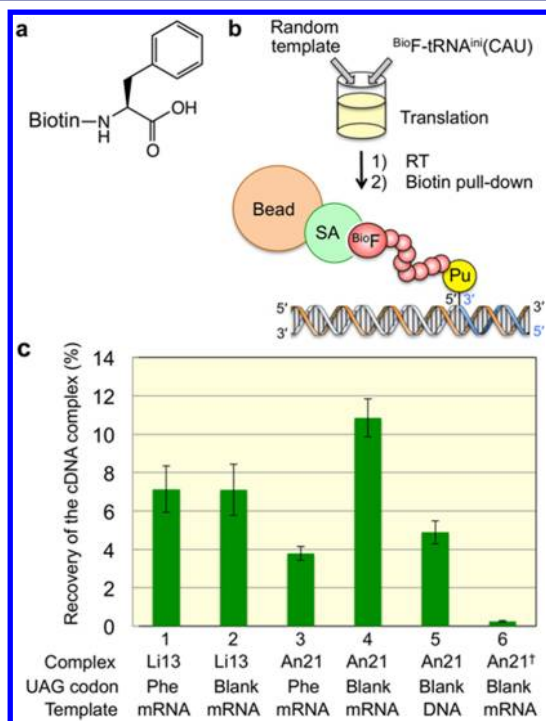 a
Biotin
N
H
OH
O
b
Random
template
BioF-tRNAini(CAU)
Translation
1) RT
2) Biotin pull-down
Bead
SA
BioF
Pu
5′ 3′
5′ 3′
3′ 5′
c
Recovery of the cDNA complex (%)
14
12
10
8
6
4
2
0
1 2 3 4 5 6
Complex Li13 Li13 An21 An21 An21 An21†
UAG codon Phe Blank Phe Blank Blank Blank
Template mRNA mRNA mRNA mRNA DNA mRNA